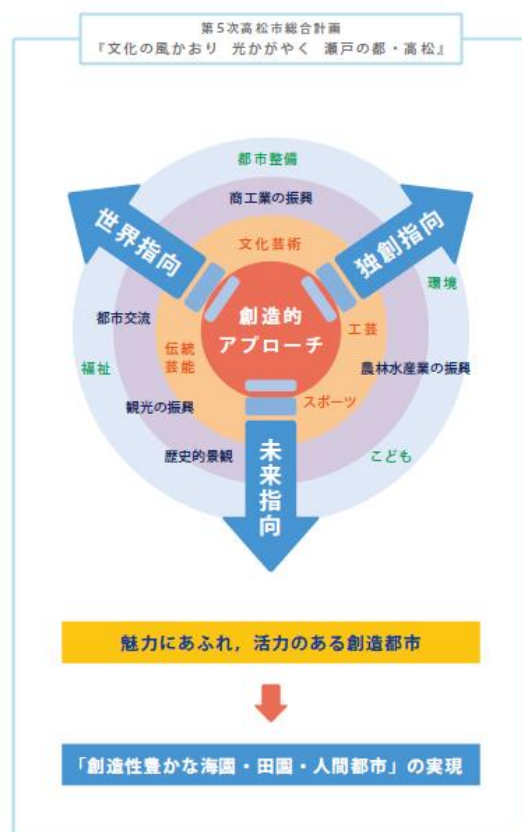 第5次高松市総合計画
『文化の風かおり 光かがやく 瀬戸の都・高松』
都市整備
商工業の振興
世界指向
文化芸術
独創指向
環境
創造的
アプローチ
都市交流
工芸
伝統
芸能
福祉
農林水産業の振興
観光の振興
スポーツ
歴史的景観
こども
未来指向
魅力にあふれ，活力のある創造都市
「創造性豊かな海園・田園・人間都市」の実現